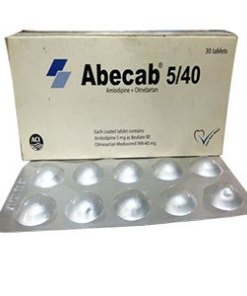 30 tablets
Abecab® 5/40
Amlodipine + Olmesartan
Each coated tablet contains
Amlodipine 5 mg as Besilate BP
Olmesartan Medoxomil INN 40 mg
ACI